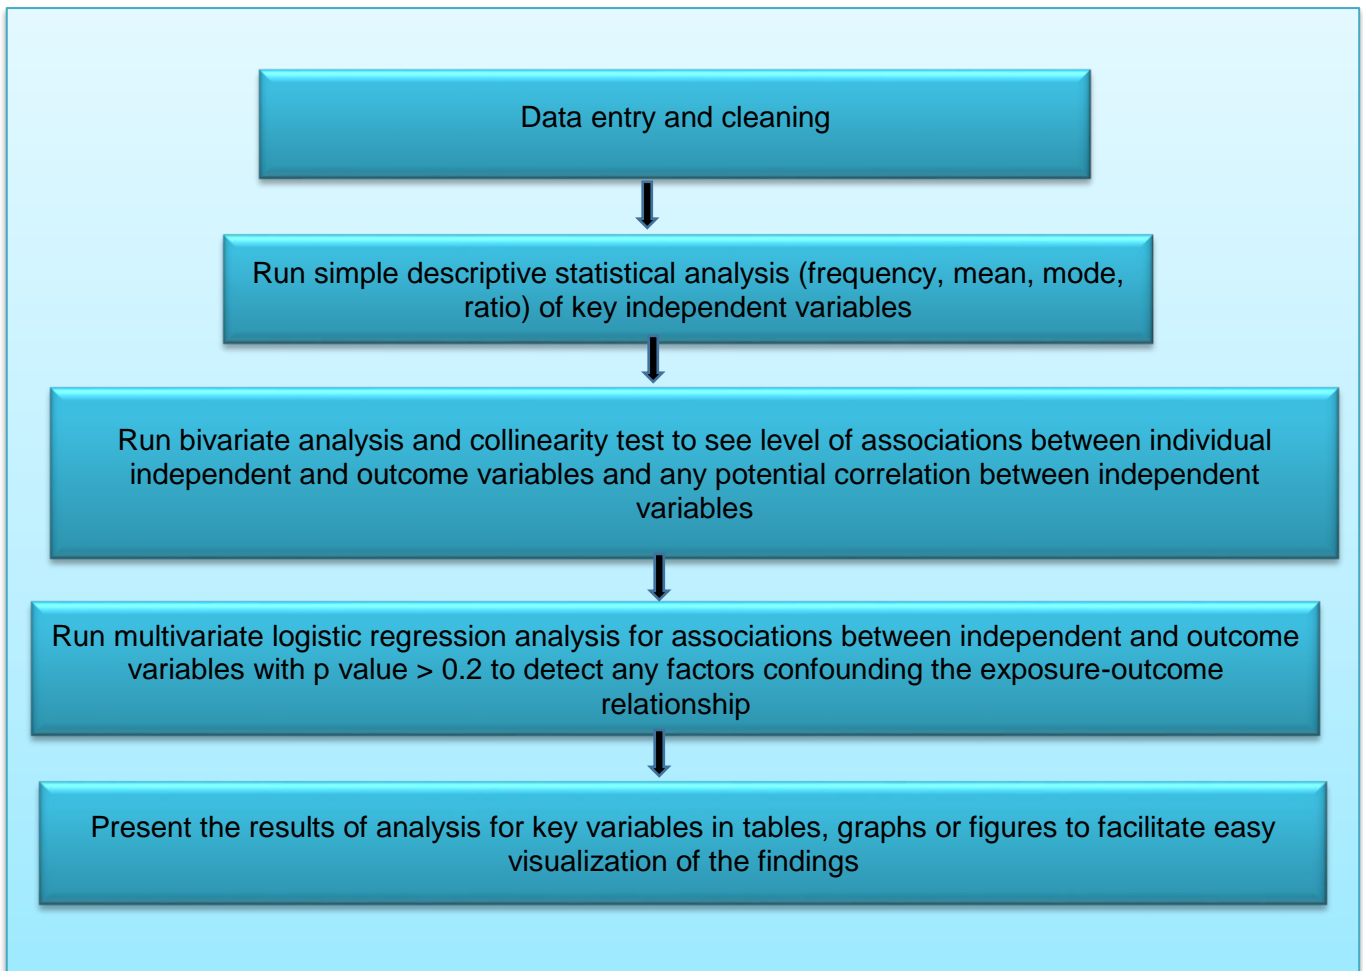 Data entry and cleaning
Run simple descriptive statistical analysis (frequency, mean, mode,
ratio) of key independent variables
Run bivariate analysis and collinearity test to see level of associations between individual
independent and outcome variables and any potential correlation between independent
variables
Run multivariate logistic regression analysis for associations between independent and outcome
variables with p value > 0.2 to detect any factors confounding the exposure-outcome
relationship
Present the results of analysis for key variables in tables, graphs or figures to facilitate easy
visualization of the findings